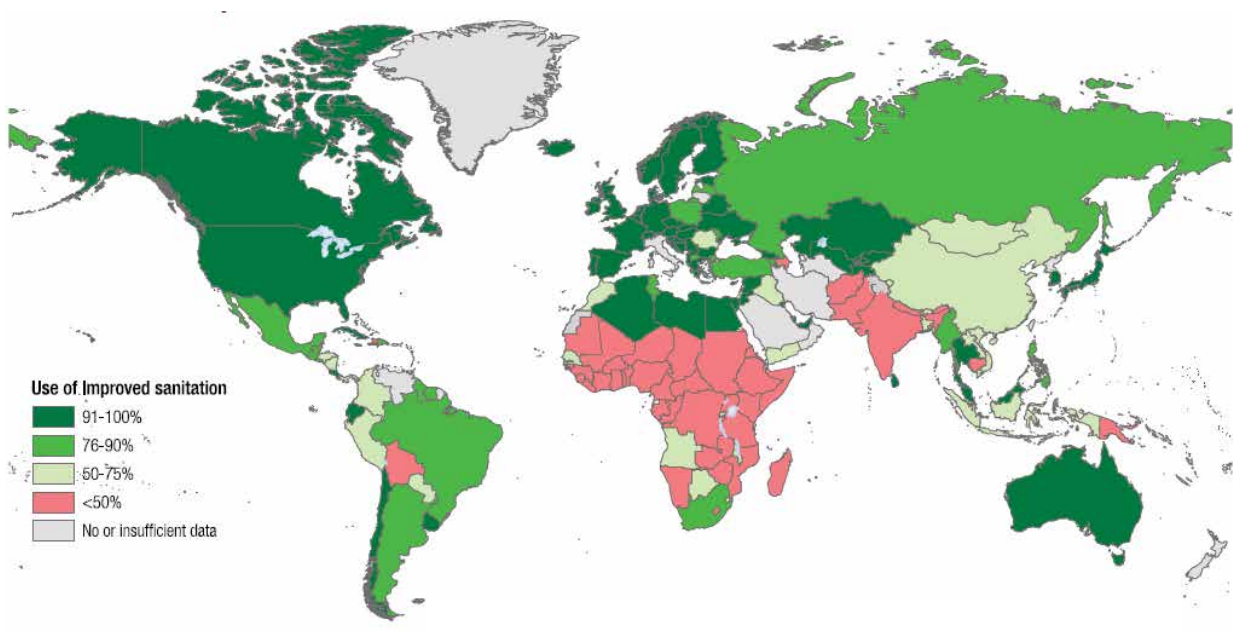 Use of Improved sanitation
91-100%
76-90%
50-75%
<50%
No or insufficient data